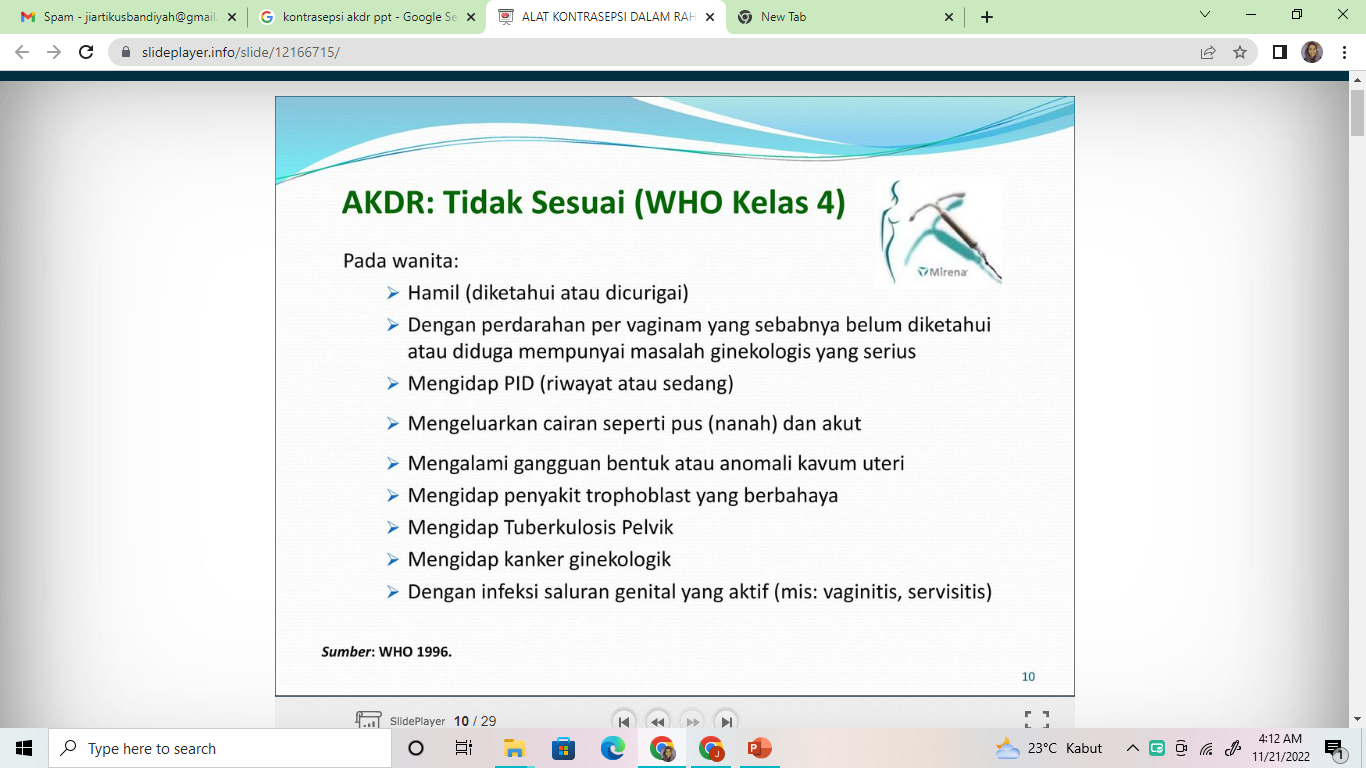 Spam - jiartikusbandiyah@gmail.
kontrasepsi akdr ppt - Google Se
ALAT KONTRASEPSI DALAM RAH
New Tab
slideplayer.info/slide/12166715/
AKDR: Tidak Sesuai (WHO Kelas 4)
Mirena
Pada wanita:
Hamil (diketahui atau dicurigai)
Dengan perdarahan per vaginam yang sebabnya belum diketahui
atau diduga mempunyai masalah ginekologis yang serius
Mengidap PID (riwayat atau sedang)
Mengeluarkan cairan seperti pus (nanah) dan akut
Mengalami gangguan bentuk atau anomali kavum uteri
Mengidap penyakit trophoblast yang berbahaya
Mengidap Tuberkulosis Pelvik
Mengidap kanker ginekologik
Dengan infeksi saluran genital yang aktif (mis: vaginitis, servisitis)
Sumber: WHO 1996.
10
SlidePlayer 10 / 29
Type here to search
23°C Kabut
4:12 AM
11/21/2022
1